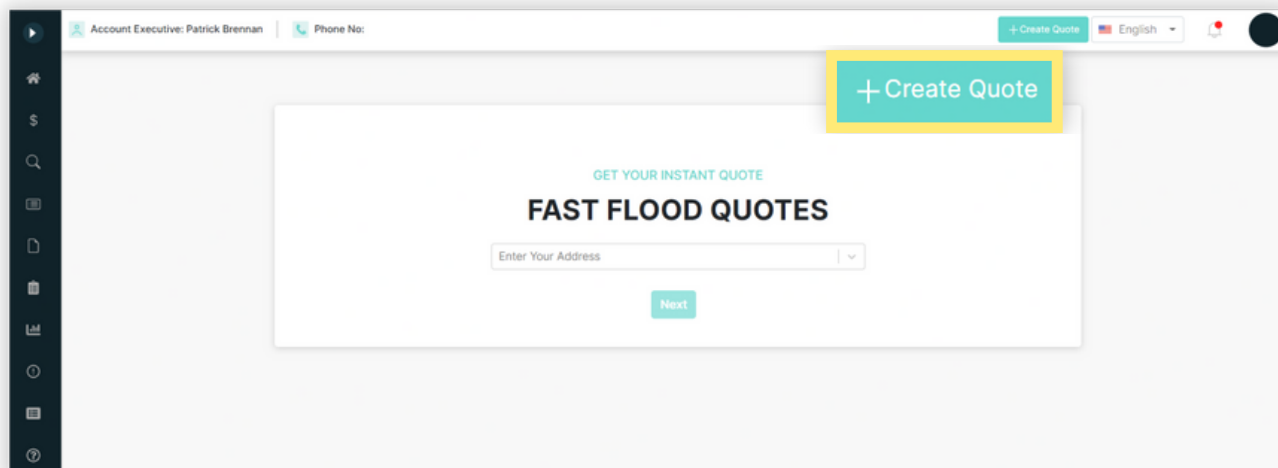 Account Executive: Patrick Brennan
Phone No:
+ Create Quote
English
+ Create Quote
GET YOUR INSTANT QUOTE
FAST FLOOD QUOTES
Enter Your Address
Next